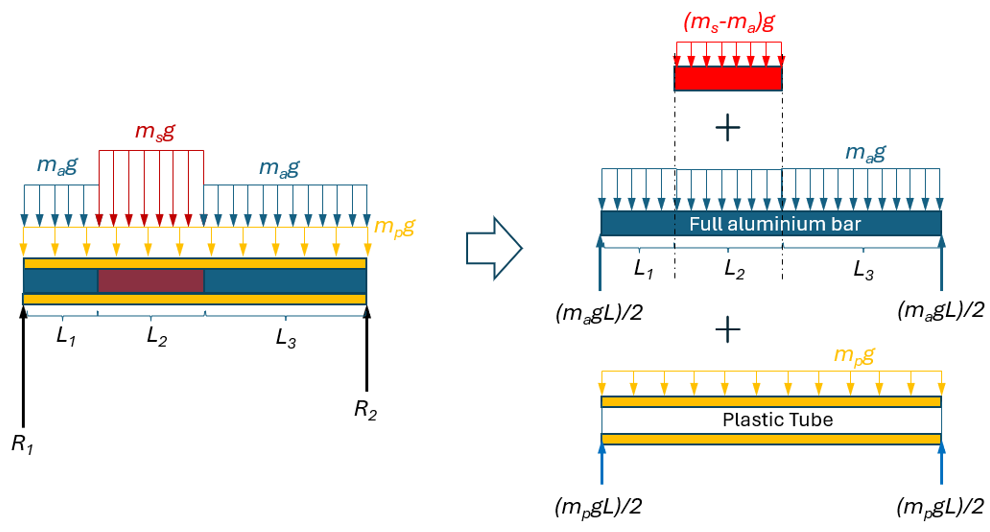 (mₛ-mₐ)g
mₛg
mₐg
mₐg
mₚg
L₁
L₂
L₃
R₁
R₂
mₐg
Full aluminium bar
L₁
L₂
L₃
(mₐgL)/2
(mₐgL)/2
mₚg
Plastic Tube
(mₚgL)/2
(mₚgL)/2